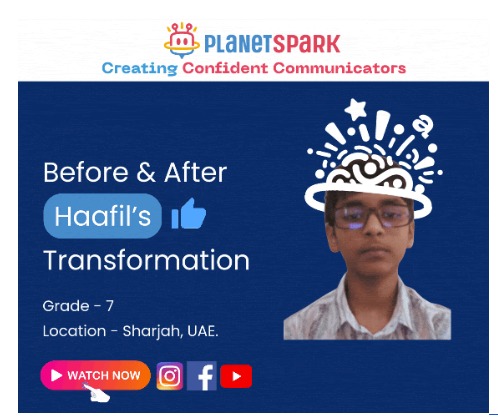 PLANETSPARK
Creating Confident Communicators
Before & After
Haafil's
Transformation
Grade - 7
Location - Sharjah, UAE.
WATCH NOW